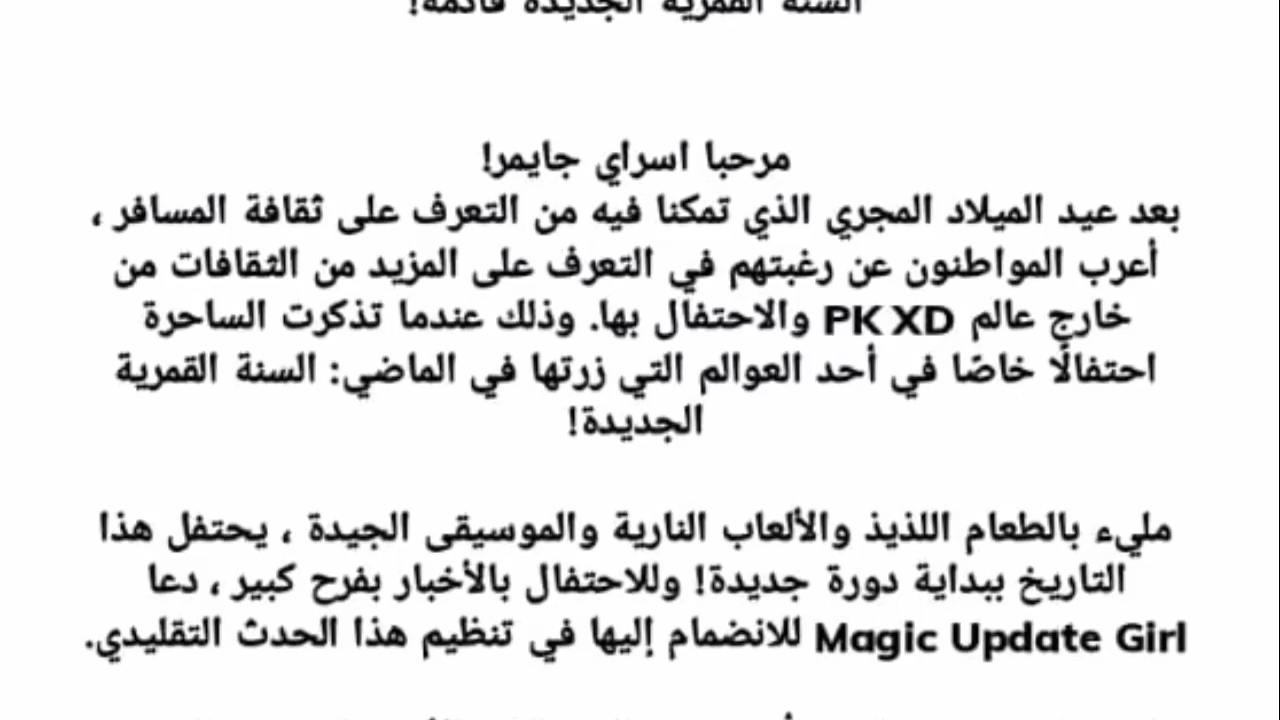 السنة القمرية الجديدة قادمة!
مرحبا اسراي جايمر!
بعد عيد الميلاد المجري الذي تمكنا فيه من التعرف على ثقافة المسافر ،
أعرب المواطنون عن رغبتهم في التعرف على المزيد من الثقافات من
خارج عالم PK XD والاحتفال بها. وذلك عندما تذكرت الساحرة
احتفالًا خاصًا في أحد العوالم التي زرتها في الماضي: السنة القمرية
الجديدة!
مليء بالطعام اللذيذ والألعاب النارية والموسيقى الجيدة ، يحتفل هذا
التاريخ ببداية دورة جديدة! وللاحتفال بالأخبار بفرح كبير ، دعا
Magic Update Girl للانضمام إليها في تنظيم هذا الحدث التقليدي.